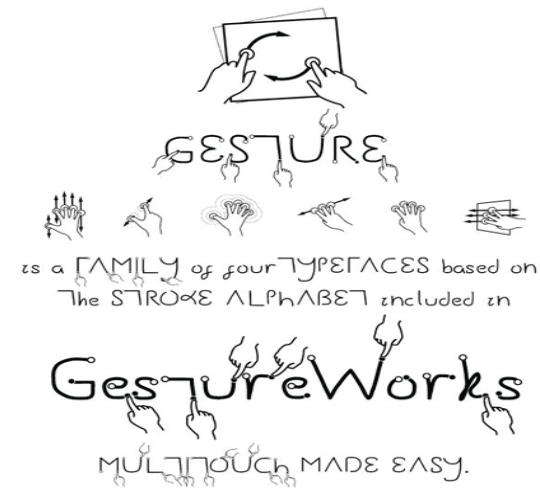 GESTURE
is a FAMILY of four TYPEFACES based on
The STROKE ALPhABET included in
GestureWorks
MULTITOUCh MADE EASY.